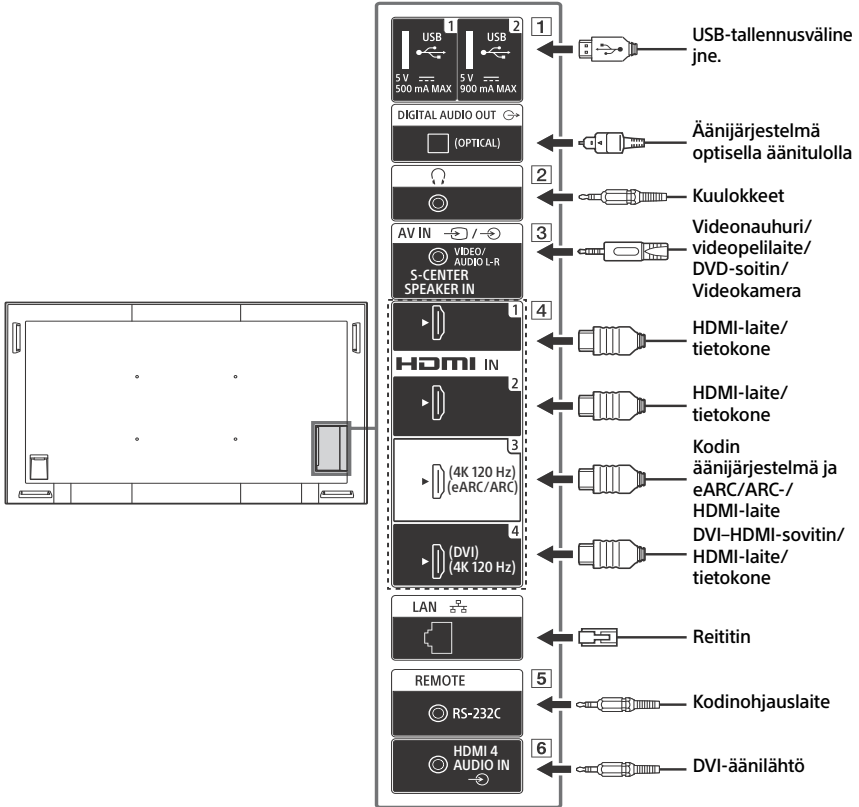 1
USB
5 V
500 mA MAX
2
USB
5 V
900 mA MAX
1
USB-tallennusväline
jne.
DIGITAL AUDIO OUT
(OPTICAL)
Äänijärjestelmä
optisella äänitulolla
2
Kuulokkeet
AV IN /
VIDEO/
AUDIO L-R
S-CENTER
SPEAKER IN
3
Videonauhuri/
videopelilaite/
DVD-soitin/
Videokamera
1
4
HDMI-laite/
tietokone
HDMI IN
2
HDMI-laite/
tietokone
3
(4K 120 Hz)
(eARC/ARC)
Kodin
äänijärjestelmä ja
eARC/ARC-/
HDMI-laite
4
(DVI)
(4K 120 Hz)
DVI–HDMI-sovitin/
HDMI-laite/
tietokone
LAN
Reititin
REMOTE
5
RS-232C
Kodinohjauslaite
HDMI 4
AUDIO IN
6
DVI-äänilähtö